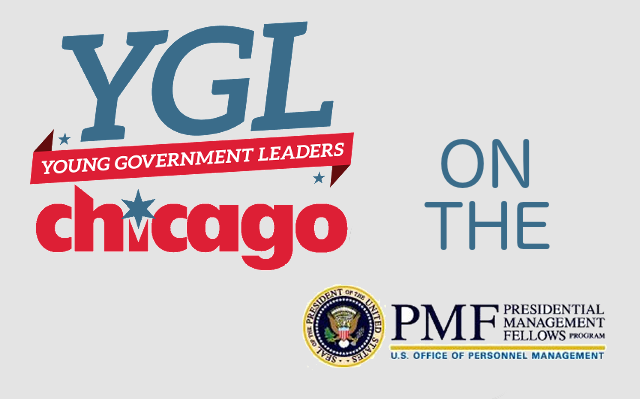 YGL
YOUNG GOVERNMENT LEADERS
chicago
ON
THE
SEAL OF THE PRESIDENT OF THE UNITED STATES
PMF PRESIDENTIAL
MANAGEMENT
FELLOWS PROGRAM
U.S. OFFICE OF PERSONNEL MANAGEMENT